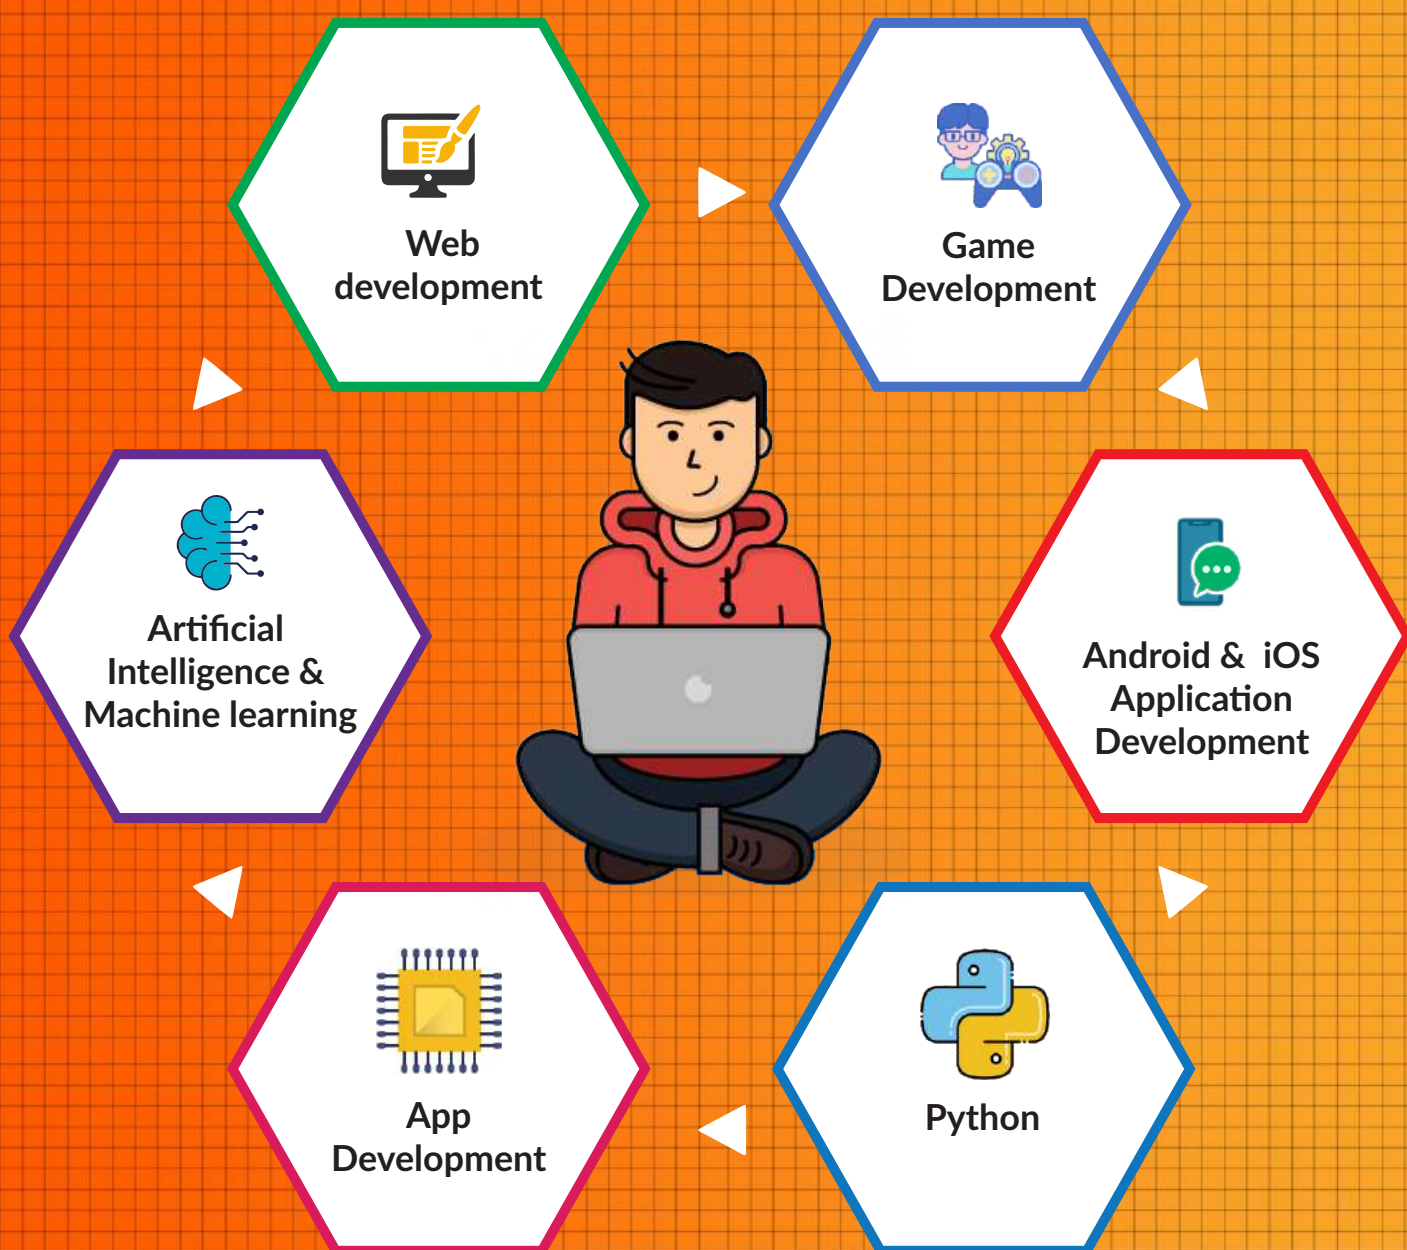 Web
development
Game
Development
Artificial
Intelligence &
Machine learning
Android & iOS
Application
Development
App
Development
Python